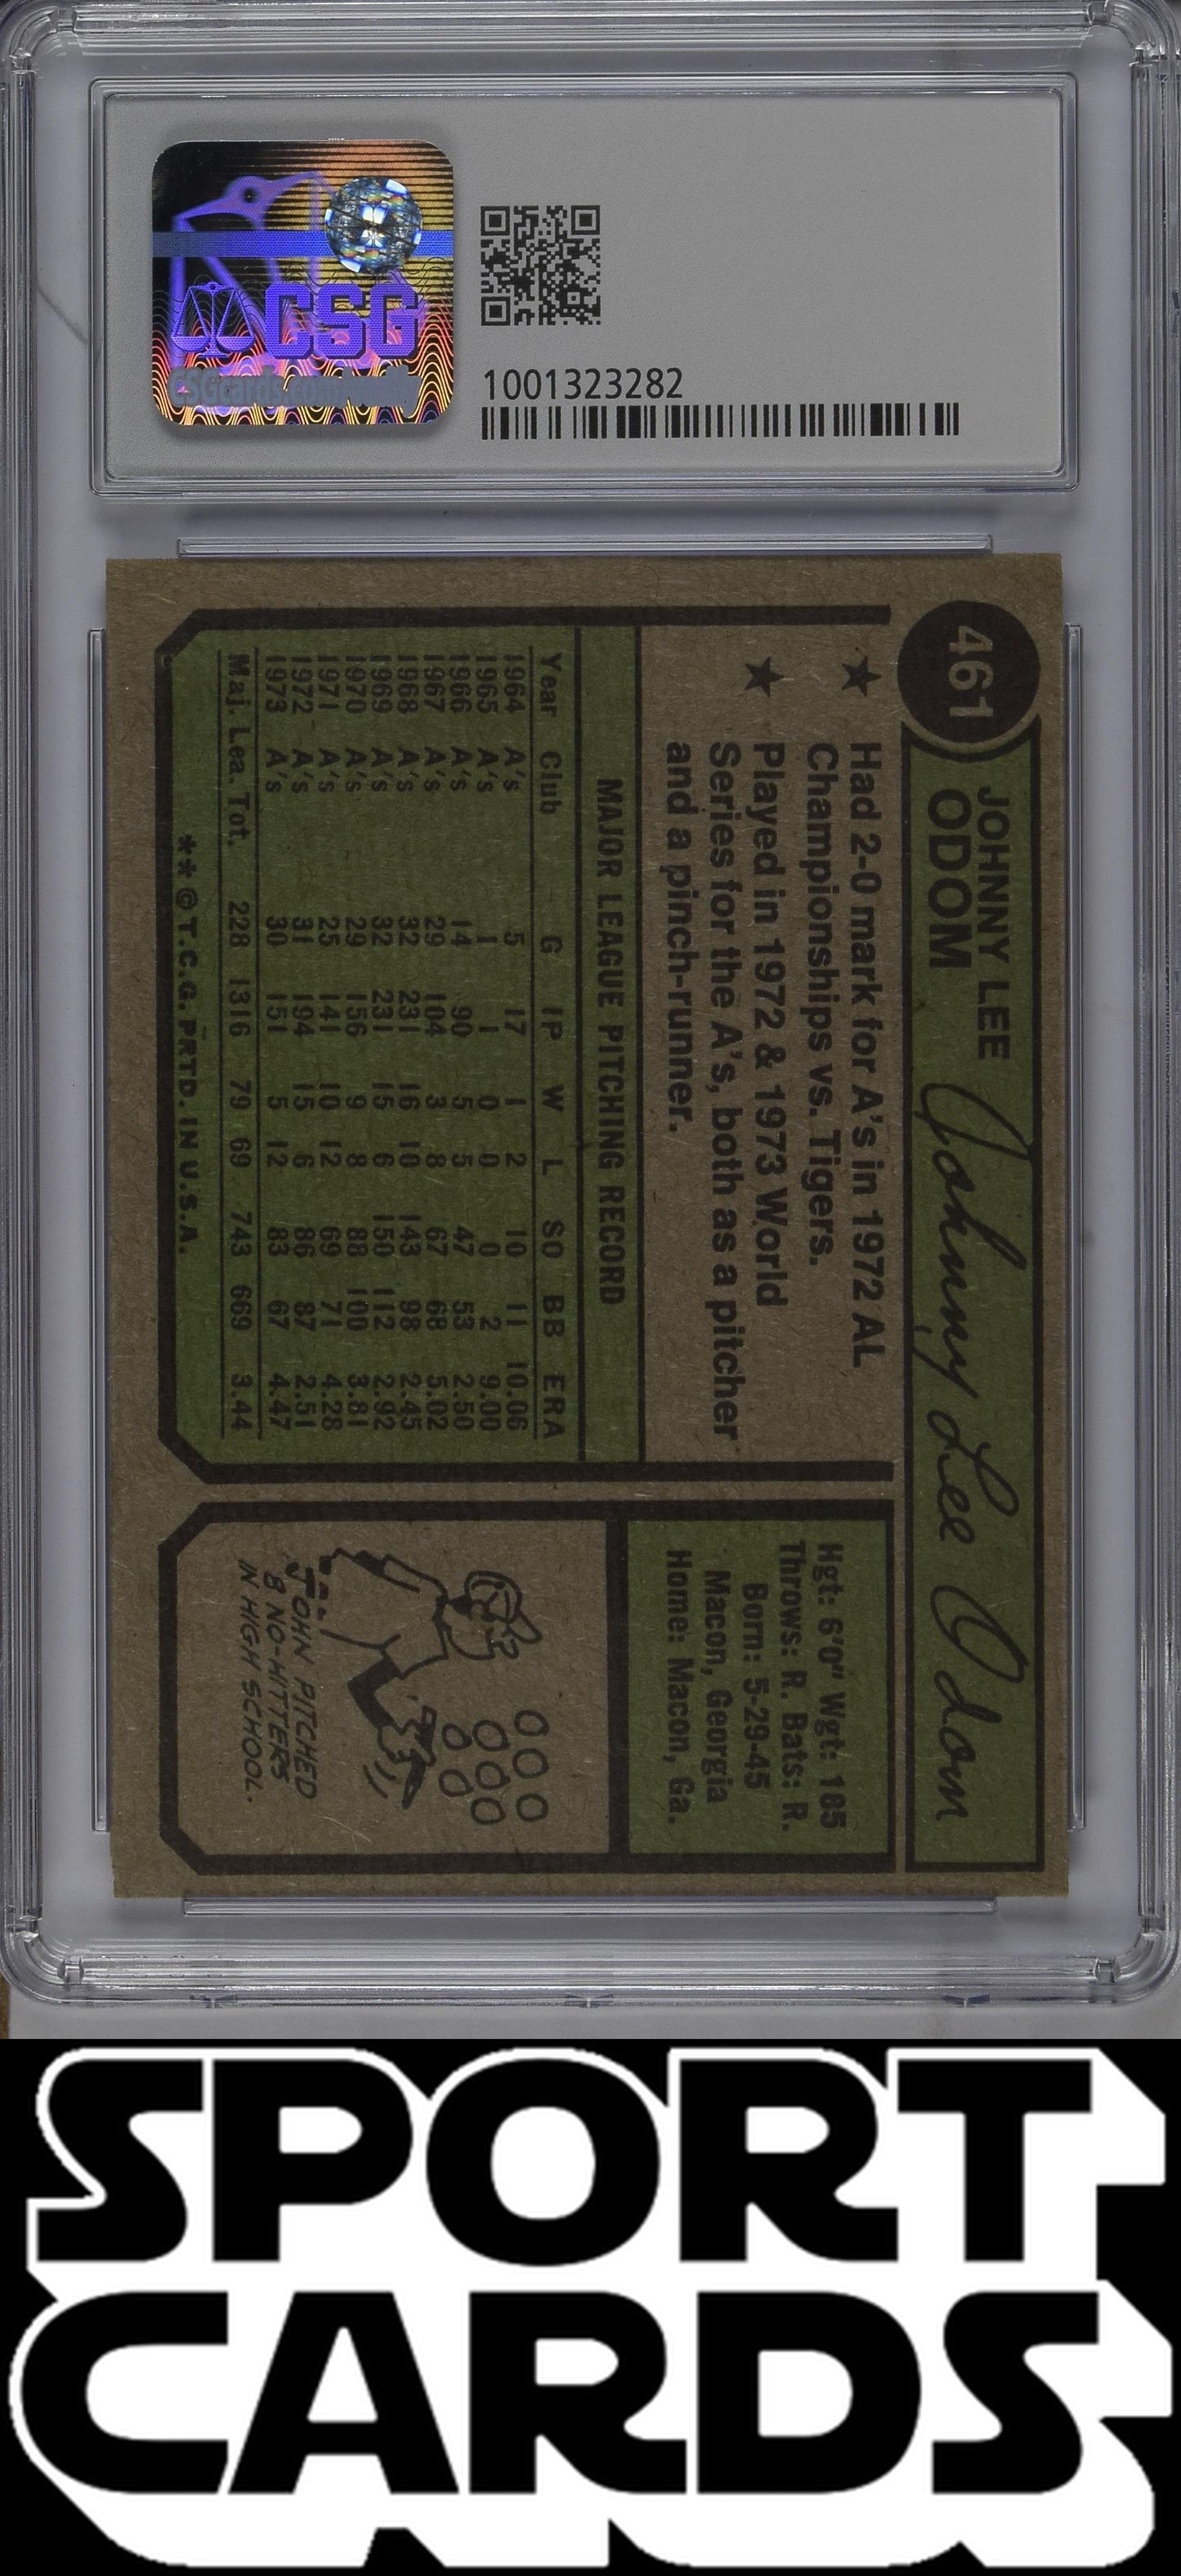 CSG
CSGcards.com/verify
1001323282
461
JOHNNY LEE
ODOM
Johnny Lee Odom
★ Had 2-0 mark for A's in 1972 AL
Championships vs. Tigers.
★ Played in 1972 & 1973 World
Series for the A's, both as a pitcher
and a pinch-runner.
Hgt: 6'0" Wgt: 185
Throws: R. Bats: R.
Born: 5-29-45
Macon, Georgia
Home: Macon, Ga.
MAJOR LEAGUE PITCHING RECORD
Year Club G IP W L SO BB ERA
1964 A's 5 17 1 2 10 11 10.06
1965 A's 1 1 0 0 0 2 9.00
1966 A's 14 90 5 5 47 53 2.50
1967 A's 29 104 3 8 67 68 5.02
1968 A's 32 231 16 10 143 98 2.45
1969 A's 32 231 15 6 150 112 2.92
1970 A's 29 156 9 8 88 100 3.81
1971 A's 25 141 10 12 69 71 4.28
1972 A's 31 194 15 6 86 87 2.51
1973 A's 30 151 5 12 83 67 4.47
Maj. Lea. Tot. 228 1316 79 69 743 669 3.44
**©T.C.G. PRTD. IN U.S.A.
JOHN PITCHED
8 NO-HITTERS
IN HIGH SCHOOL.
SPORT
CARDS